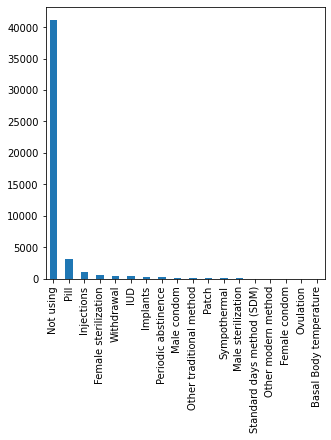 40000
35000
30000
25000
20000
15000
10000
5000
0
Not using
Pill
Injections
Female sterilization
Withdrawal
IUD
Implants
Periodic abstinence
Male condom
Other traditional method
Patch
Sympothermal
Male sterilization
Standard days method (SDM)
Other modern method
Female condom
Ovulation
Basal Body temperature